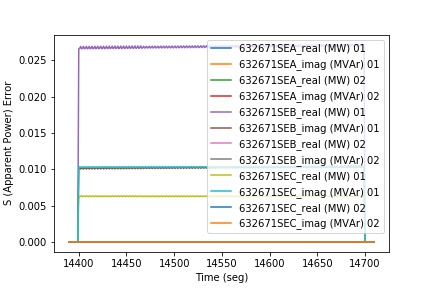 S (Apparent Power) Error
0.025
0.020
0.015
0.010
0.005
0.000
632671SEA_real (MW) 01
632671SEA_imag (MVAr) 01
632671SEA_real (MW) 02
632671SEA_imag (MVAr) 02
632671SEB_real (MW) 01
632671SEB_imag (MVAr) 01
632671SEB_real (MW) 02
632671SEB_imag (MVAr) 02
632671SEC_real (MW) 01
632671SEC_imag (MVAr) 01
632671SEC_real (MW) 02
632671SEC_imag (MVAr) 02
14400 14450 14500 14550 14600 14650 14700
Time (seg)